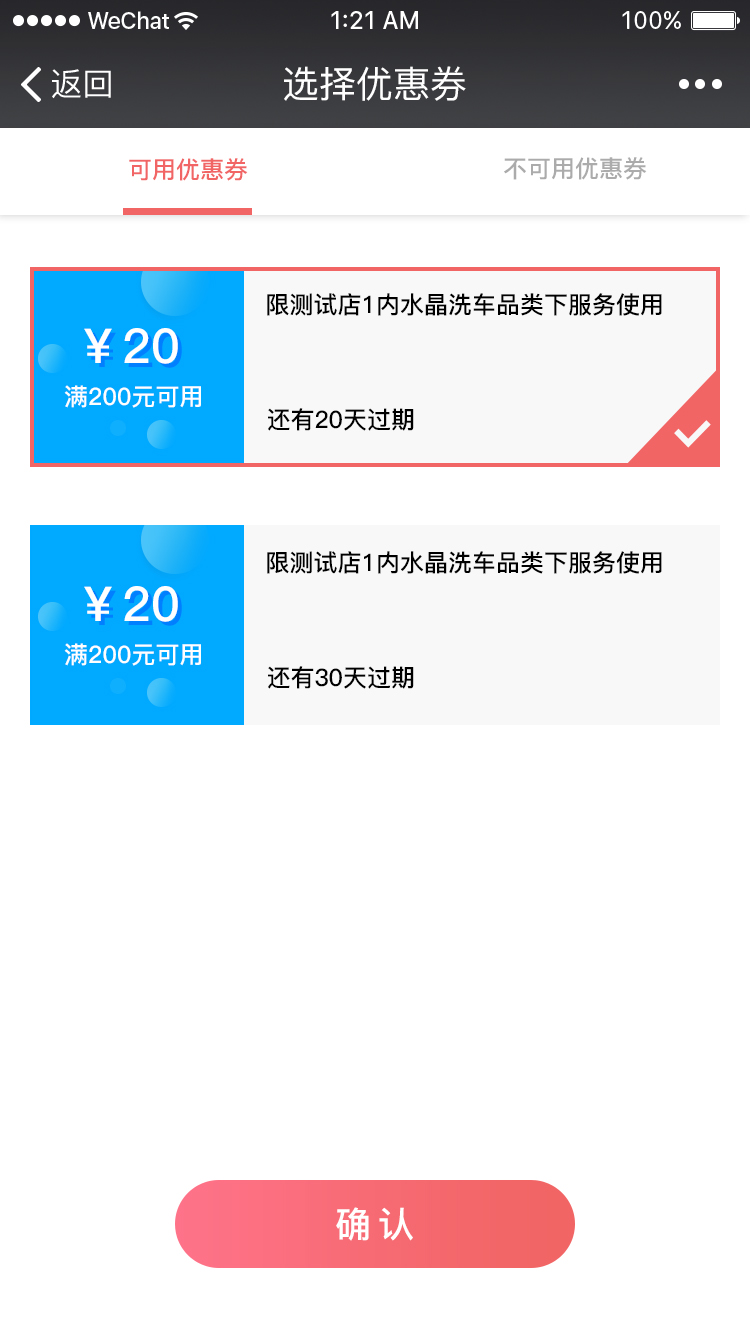 WeChat 1:21 AM 100%
返回 选择优惠券
可用优惠券 不可用优惠券
限测试店1内水晶洗车品类下服务使用
¥20
满200元可用
还有20天过期
限测试店1内水晶洗车品类下服务使用
¥20
满200元可用
还有30天过期
确认